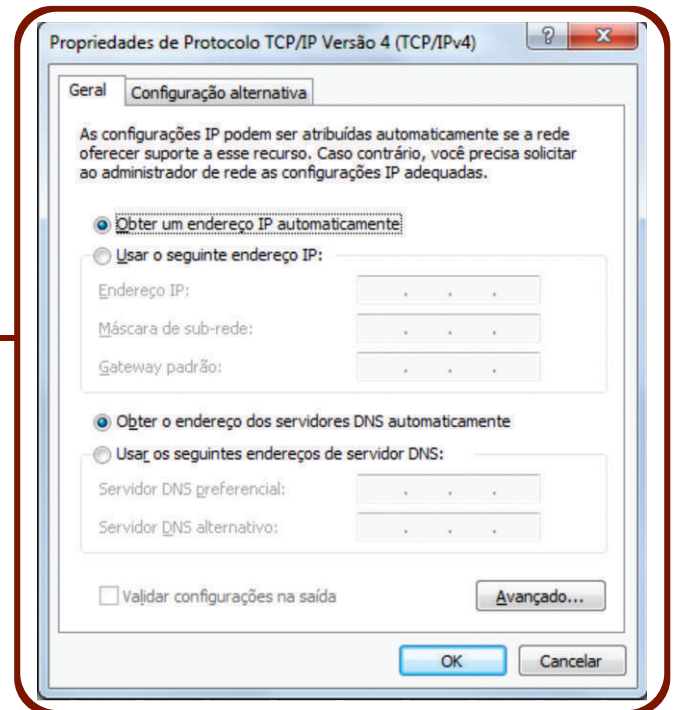 Propriedades de Protocolo TCP/IP Versão 4 (TCP/IPv4)
Geral
Configuração alternativa
As configurações IP podem ser atribuídas automaticamente se a rede
oferecer suporte a esse recurso. Caso contrário, você precisa solicitar
ao administrador de rede as configurações IP adequadas.
Obter um endereço IP automaticamente
Usar o seguinte endereço IP:
Endereço IP:
Máscara de sub-rede:
Gateway padrão:
Obter o endereço dos servidores DNS automaticamente
Usar os seguintes endereços de servidor DNS:
Servidor DNS preferencial:
Servidor DNS alternativo:
Validar configurações na saída
Avançado...
OK
Cancelar